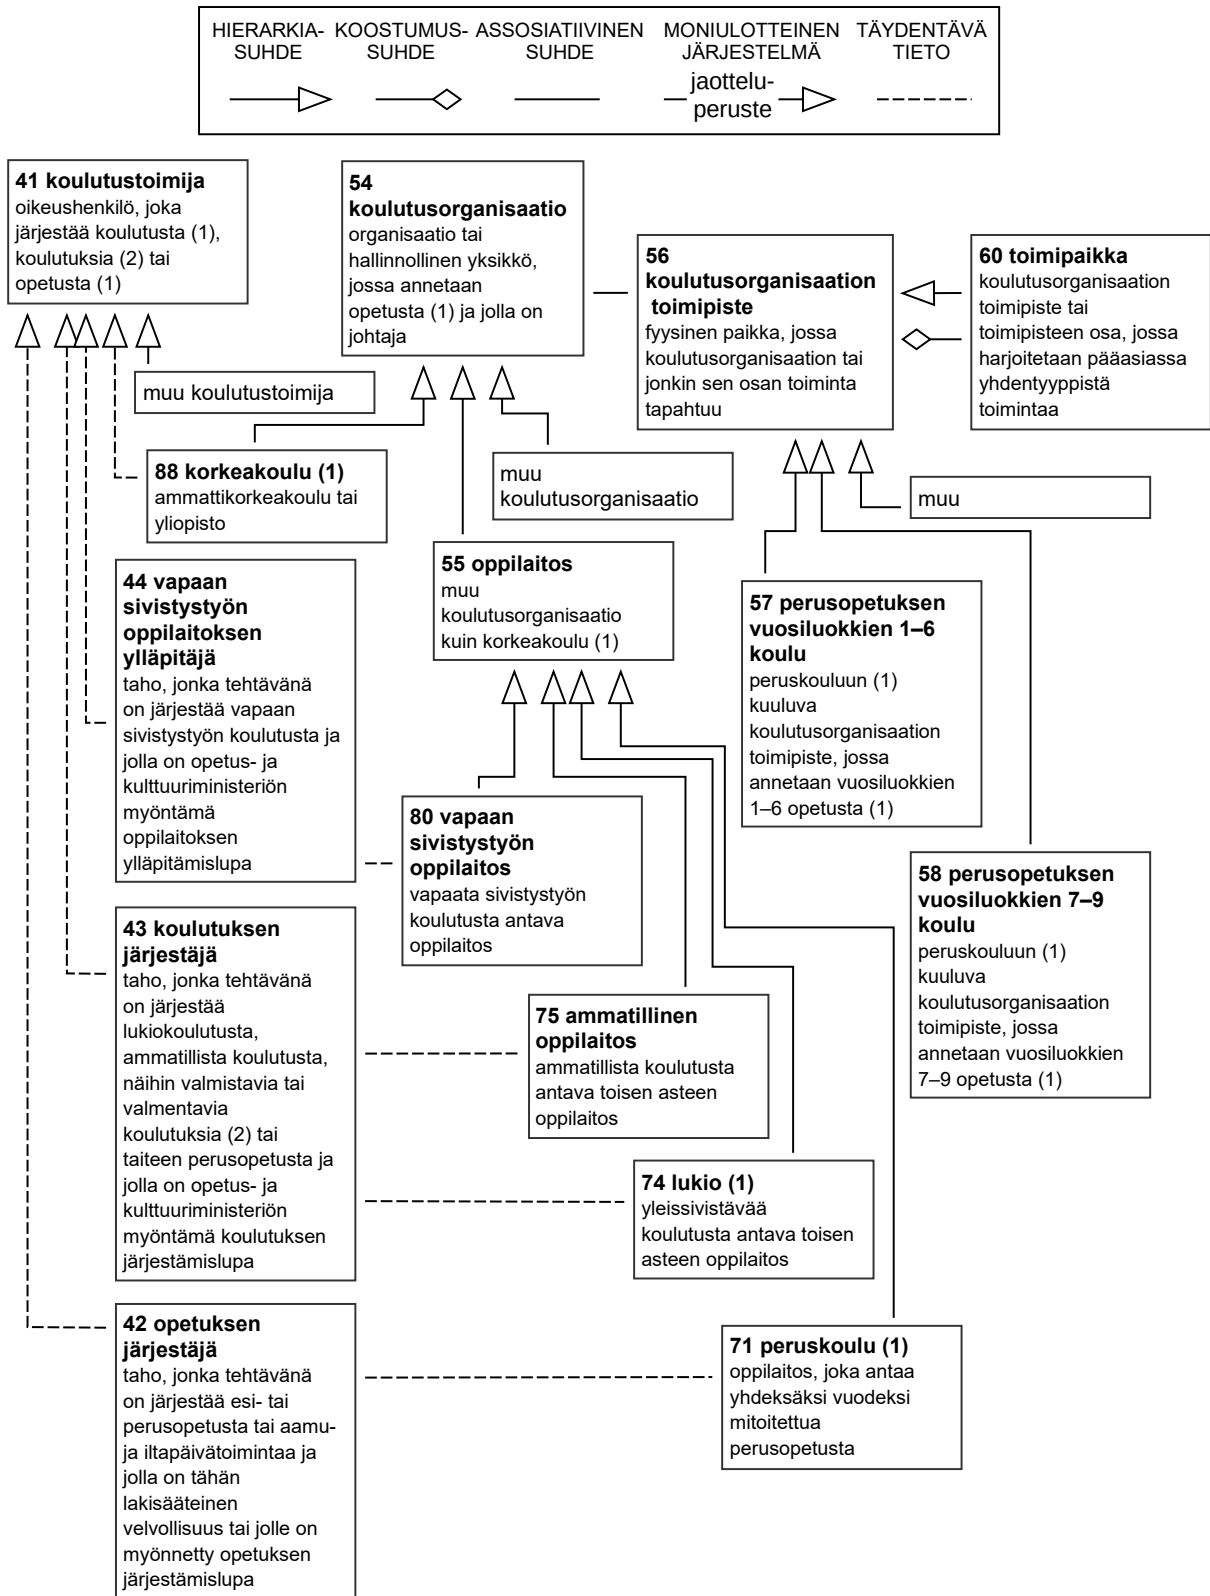 HIERARKIA-
SUHDE
KOOSTUMUS-
SUHDE
ASSOSIATIIVINEN
SUHDE
MONIULOTTEINEN
JÄRJESTELMÄ
jaottelu-
peruste
TÄYDENTÄVÄ
TIETO
41 koulutustoimija
oikeushenkilö, joka
järjestää koulutusta (1),
koulutuksia (2) tai
opetusta (1)
54
koulutusorganisaatio
organisaatio tai
hallinnollinen yksikkö,
jossa annetaan
opetusta (1) ja jolla on
johtaja
56
koulutusorganisaation
toimipiste
fyysinen paikka, jossa
koulutusorganisaation tai
jonkin sen osan toiminta
tapahtuu
60 toimipaikka
koulutusorganisaation
toimipiste tai
toimipisteen osa, jossa
harjoitetaan pääasiassa
yhdentyyppistä
toimintaa
muu koulutustoimija
88 korkeakoulu (1)
ammattikorkeakoulu tai
yliopisto
muu
koulutusorganisaatio
muu
44 vapaan
sivistystyön
oppilaitoksen
ylläpitäjä
taho, jonka tehtävänä
on järjestää vapaan
sivistystyön koulutusta ja
jolla on opetus- ja
kulttuuriministeriön
myöntämä
oppilaitoksen
ylläpitämislupa
55 oppilaitos
muu
koulutusorganisaatio
kuin korkeakoulu (1)
57 perusopetuksen
vuosiluokkien 1–6
koulu
peruskouluun (1)
kuuluva
koulutusorganisaation
toimipiste, jossa
annetaan vuosiluokkien
1–6 opetusta (1)
80 vapaan
sivistystyön
oppilaitos
vapaata sivistystyön
koulutusta antava
oppilaitos
58 perusopetuksen
vuosiluokkien 7–9
koulu
peruskouluun (1)
kuuluva
koulutusorganisaation
toimipiste, jossa
annetaan vuosiluokkien
7–9 opetusta (1)
43 koulutuksen
järjestäjä
taho, jonka tehtävänä
on järjestää
lukiokoulutusta,
ammatillista koulutusta,
näihin valmistavia tai
valmentavia
koulutuksia (2) tai
taiteen perusopetusta ja
jolla on opetus- ja
kulttuuriministeriön
myöntämä koulutuksen
järjestämislupa
75 ammatillinen
oppilaitos
ammatillista koulutusta
antava toisen asteen
oppilaitos
74 lukio (1)
yleissivistävää
koulutusta antava toisen
asteen oppilaitos
42 opetuksen
järjestäjä
taho, jonka tehtävänä
on järjestää esi- tai
perusopetusta tai aamu-
ja iltapäivätoimintaa ja
jolla on tähän
lakisääteinen
velvollisuus tai jolle on
myönnetty opetuksen
järjestämislupa
71 peruskoulu (1)
oppilaitos, joka antaa
yhdeksäksi vuodeksi
mitoitettua
perusopetusta